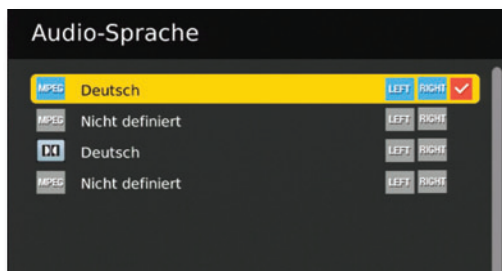 Audio-Sprache
MPEG Deutsch LEFT RIGHT
MPEG Nicht definiert LEFT RIGHT
Deutsch LEFT RIGHT
MPEG Nicht definiert LEFT RIGHT